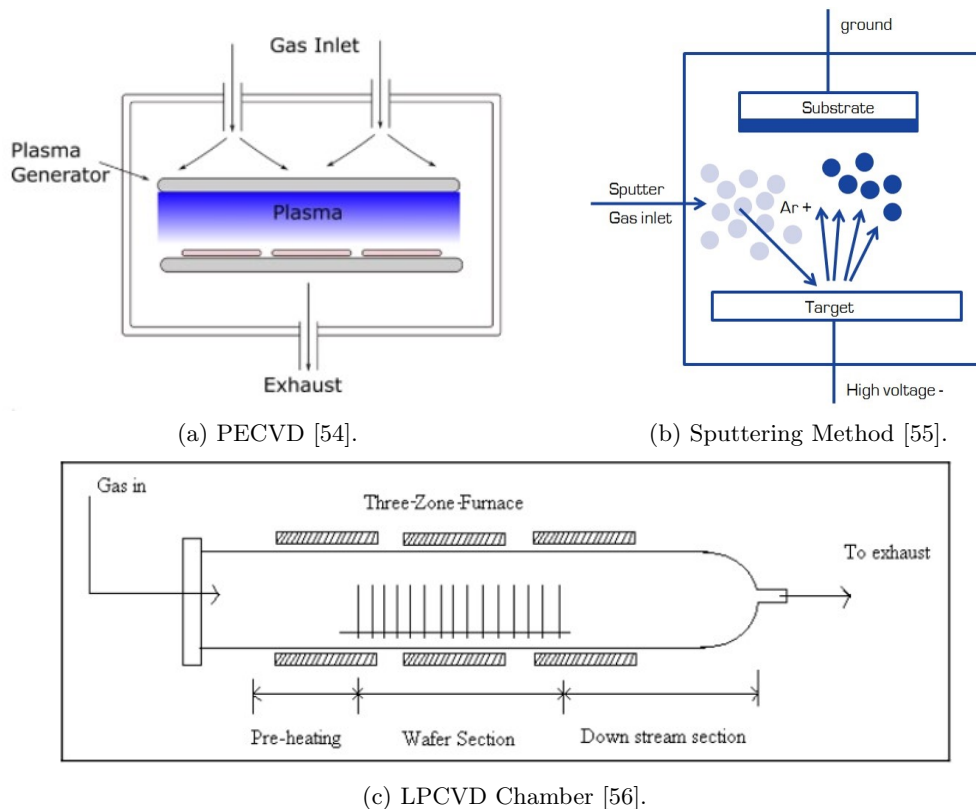 Gas Inlet
Plasma
Generator
Plasma
Exhaust
(a) PECVD [54].
ground
Substrate
Sputter
Gas inlet
Ar +
Target
High voltage -
(b) Sputtering Method [55].
Gas in
Three-Zone-Furnace
To exhaust
Pre-heating
Wafer Section
Down stream section
(c) LPCVD Chamber [56].